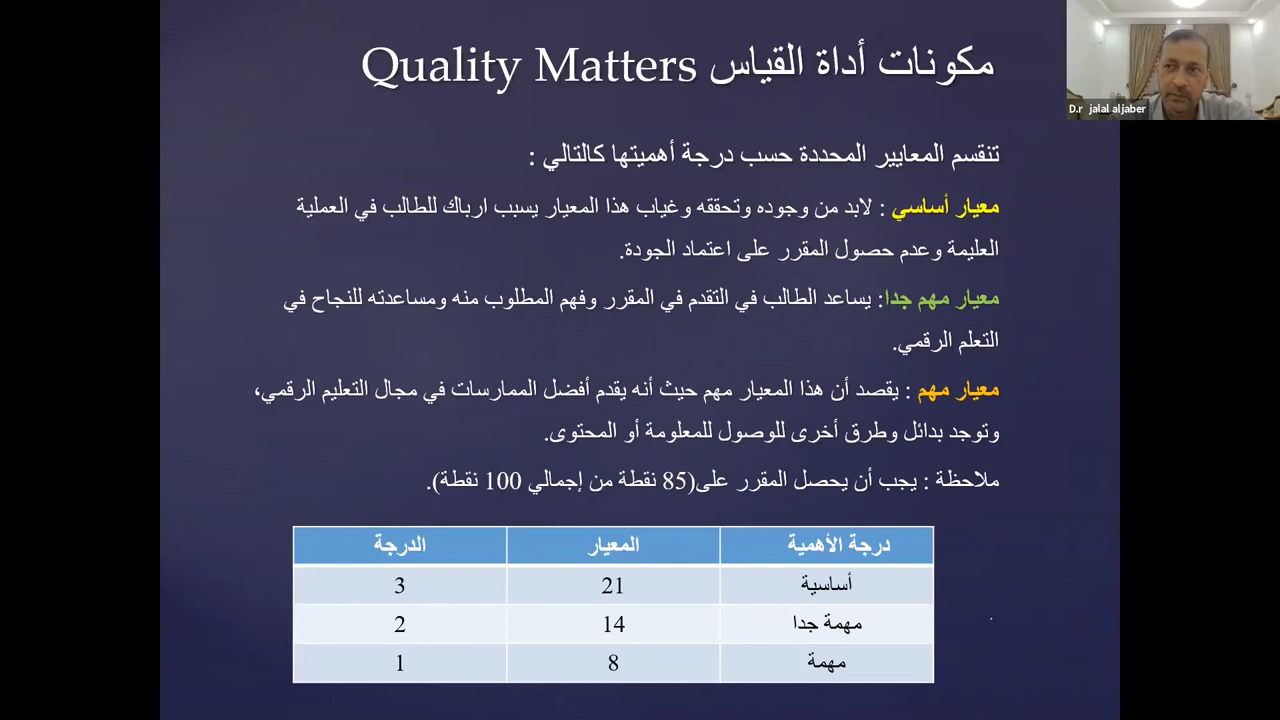 مكونات أداة القياس Quality Matters
D.r jalal aljaber
تنقسم المعايير المحددة حسب درجة أهميتها كالتالي :
معيار أساسي : لابد من وجوده وتحققه وغياب هذا المعيار يسبب ارباك للطالب في العملية
العليمة وعدم حصول المقرر على اعتماد الجودة.
معيار مهم جدا: يساعد الطالب في التقدم في المقرر وفهم المطلوب منه ومساعدته للنجاح في
التعلم الرقمي.
معيار مهم : يقصد أن هذا المعيار مهم حيث أنه يقدم أفضل الممارسات في مجال التعليم الرقمي،
وتوجد بدائل وطرق أخرى للوصول للمعلومة أو المحتوى.
ملاحظة : يجب أن يحصل المقرر على(85 نقطة من إجمالي 100 نقطة).
درجة الأهمية المعيار الدرجة
أساسية 21 3
مهمة جدا 14 2
مهمة 8 1